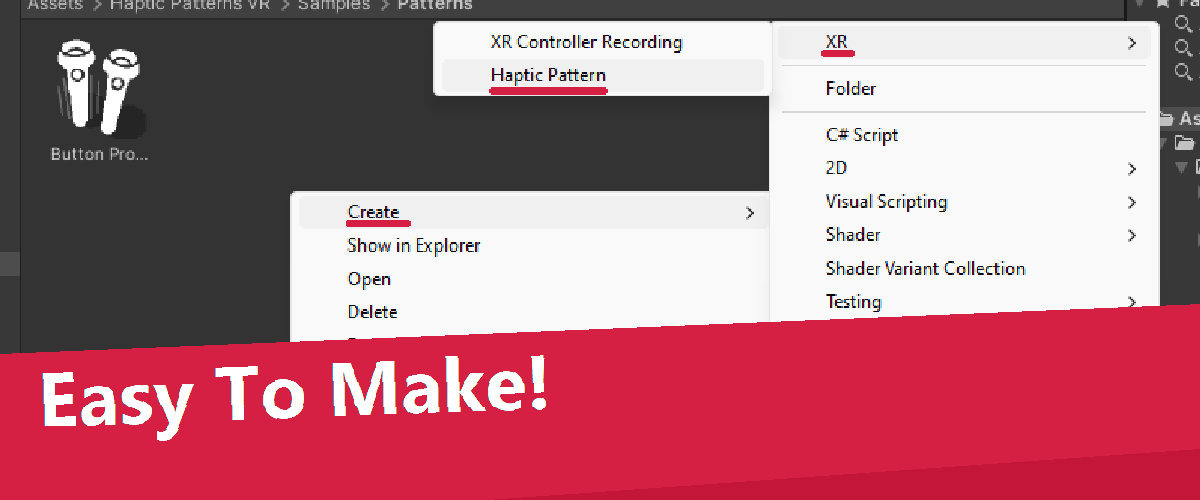 Assets > Haptic Patterns VR > Samples > Patterns
Button Pro...
XR Controller Recording
Haptic Pattern
XR
Folder
C# Script
2D
Visual Scripting
Shader
Shader Variant Collection
Testing
Create
Show in Explorer
Open
Delete
Easy To Make!